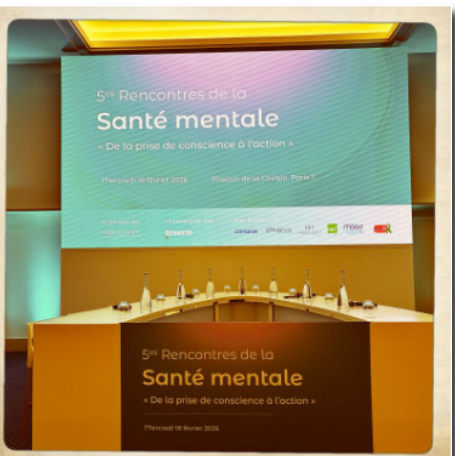 5es Rencontres de la
Santé mentale
« De la prise de conscience à l'action »
Mercredi 18 février 2026 Maison de la Chimie, Paris 7
Inserm
5es Rencontres de la
Santé mentale
« De la prise de conscience à l'action »
Mercredi 18 février 2026